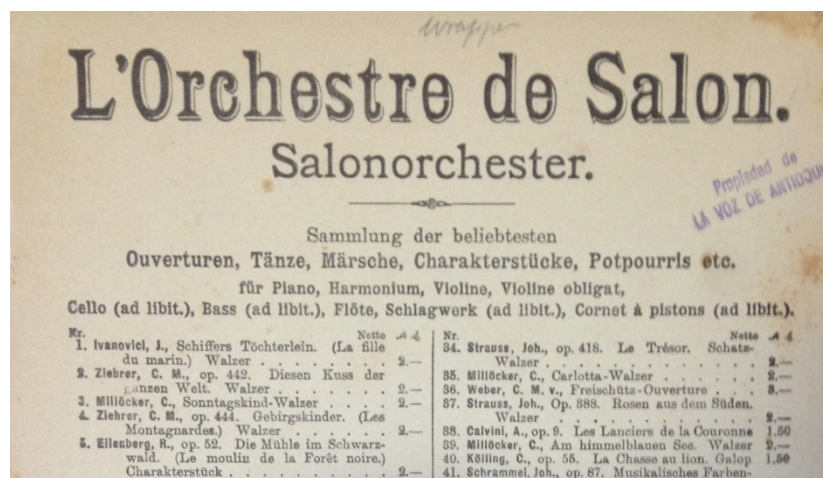 wrapper
L'Orchestre de Salon.
Salonorchester.
Propiedad de
LA VOZ DE ANTIOQU
Sammlung der beliebtesten
Ouverturen, Tänze, Märsche, Charakterstücke, Potpourris etc.
für Piano, Harmonium, Violine, Violine obligat,
Cello (ad libit.), Bass (ad libit.), Flöte, Schlagwerk (ad libit.), Cornet à pistons (ad libit.).
Nr. Netto ℳ ₰
1. Ivanovici, J., Schiffers Töchterlein. (La fille
du marin.) Walzer . . . . . . . 2.—
2. Ziehrer, C. M., op. 442. Diesen Kuss der
ganzen Welt. Walzer . . . . . . 2.—
3. Millöcker, C., Sonntagskind-Walzer . . 2.—
4. Ziehrer, C. M., op. 444. Gebirgskinder. (Les
Montagnardes.) Walzer . . . . . . 2.—
5. Eilenberg, R., op. 52. Die Mühle im Schwarz-
wald. (Le moulin de la Forêt noire.)
Charakterstück . . . . . . . . 2.—
Nr. Netto ℳ ₰
34. Strauss, Joh., op. 418. Le Trésor. Schatz-
Walzer . . . . . . . . . . 2.—
35. Millöcker, C., Carlotta-Walzer . . . . . 2.—
36. Weber, C. M. v., Freischütz-Ouverture . . . 3.—
37. Strauss, Joh., Op. 388. Rosen aus dem Süden.
Walzer . . . . . . . . . . 2.—
38. Calvini, A., op. 9. Les Lanciers de la Couronne 1.50
39. Millöcker, C., Am himmelblauen See. Walzer 2.—
40. Kölling, C., op. 55. La Chasse au lion. Galop 1.50
41. Schrammel, Joh., op. 87. Musikalisches Farben-